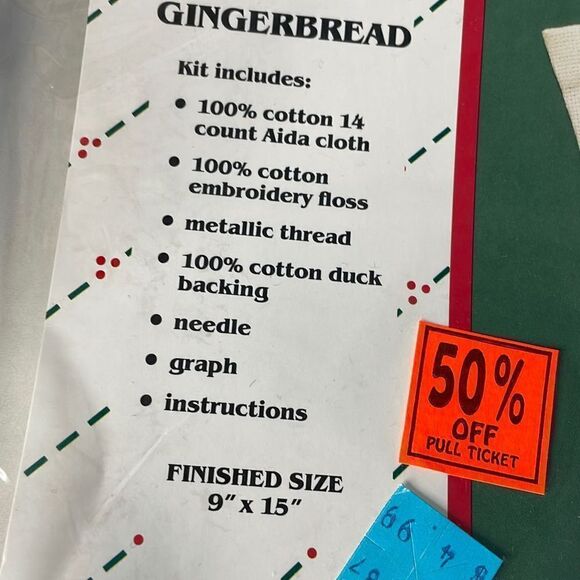 GINGERBREAD
Kit includes:
• 100% cotton 14
count Aida cloth
• 100% cotton
embroidery floss
• metallic thread
• 100% cotton duck
backing
• needle
• graph
• instructions
FINISHED SIZE
9" x 15"
50%
OFF
PULL TICKET